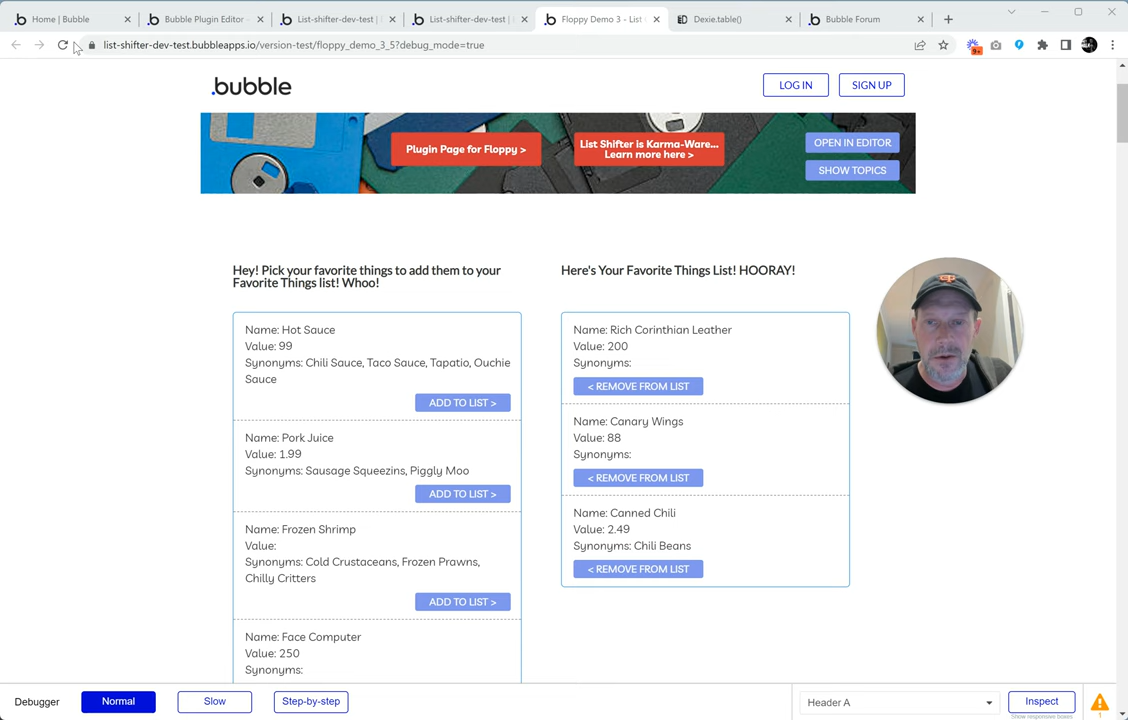 Home | Bubble
Bubble Plugin Editor -
List-shifter-dev-test |
List-shifter-dev-test |
Floppy Demo 3 - List
Dexie.table()
Bubble Forum
list-shifter-dev-test.bubbleapps.io/version-test/floppy_demo_3_5?debug_mode=true
9+
.bubble
LOG IN
SIGN UP
Plugin Page for Floppy >
List Shifter is Karma-Ware...
Learn more here >
OPEN IN EDITOR
SHOW TOPICS
Hey! Pick your favorite things to add them to your
Favorite Things list! Whoo!
Name: Hot Sauce
Value: 99
Synonyms: Chili Sauce, Taco Sauce, Tapatio, Ouchie
Sauce
ADD TO LIST >
Name: Pork Juice
Value: 1.99
Synonyms: Sausage Squeezins, Piggly Moo
ADD TO LIST >
Name: Frozen Shrimp
Value:
Synonyms: Cold Crustaceans, Frozen Prawns,
Chilly Critters
ADD TO LIST >
Name: Face Computer
Value: 250
Synonyms:
Here's Your Favorite Things List! HOORAY!
Name: Rich Corinthian Leather
Value: 200
Synonyms:
< REMOVE FROM LIST
Name: Canary Wings
Value: 88
Synonyms:
< REMOVE FROM LIST
Name: Canned Chili
Value: 2.49
Synonyms: Chili Beans
< REMOVE FROM LIST
Debugger
Normal
Slow
Step-by-step
Header A
Inspect
Show responsive boxes
1